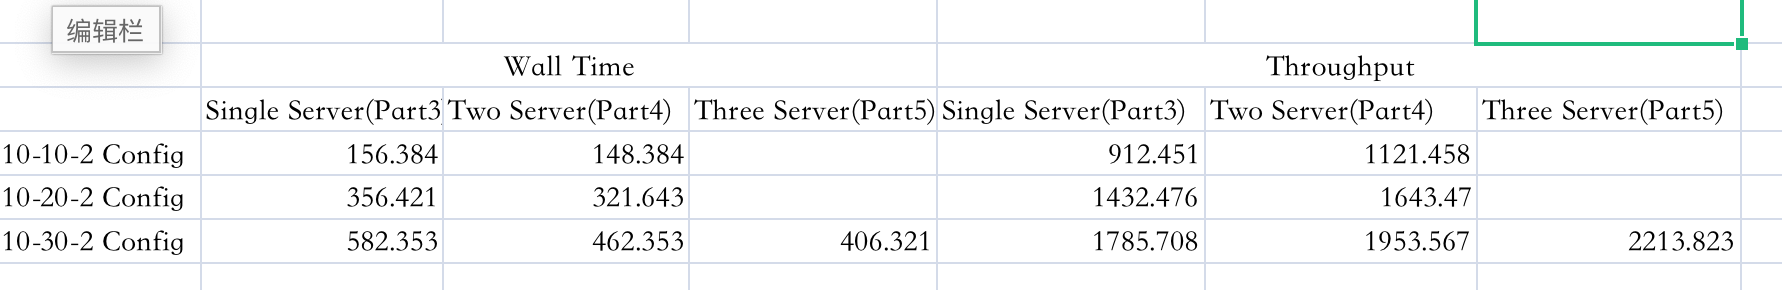 编辑栏
Wall Time Throughput
Single Server(Part3 Two Server(Part4) Three Server(Part5) Single Server(Part3) Two Server(Part4) Three Server(Part5)
10-10-2 Config 156.384 148.384 912.451 1121.458
10-20-2 Config 356.421 321.643 1432.476 1643.47
10-30-2 Config 582.353 462.353 406.321 1785.708 1953.567 2213.823